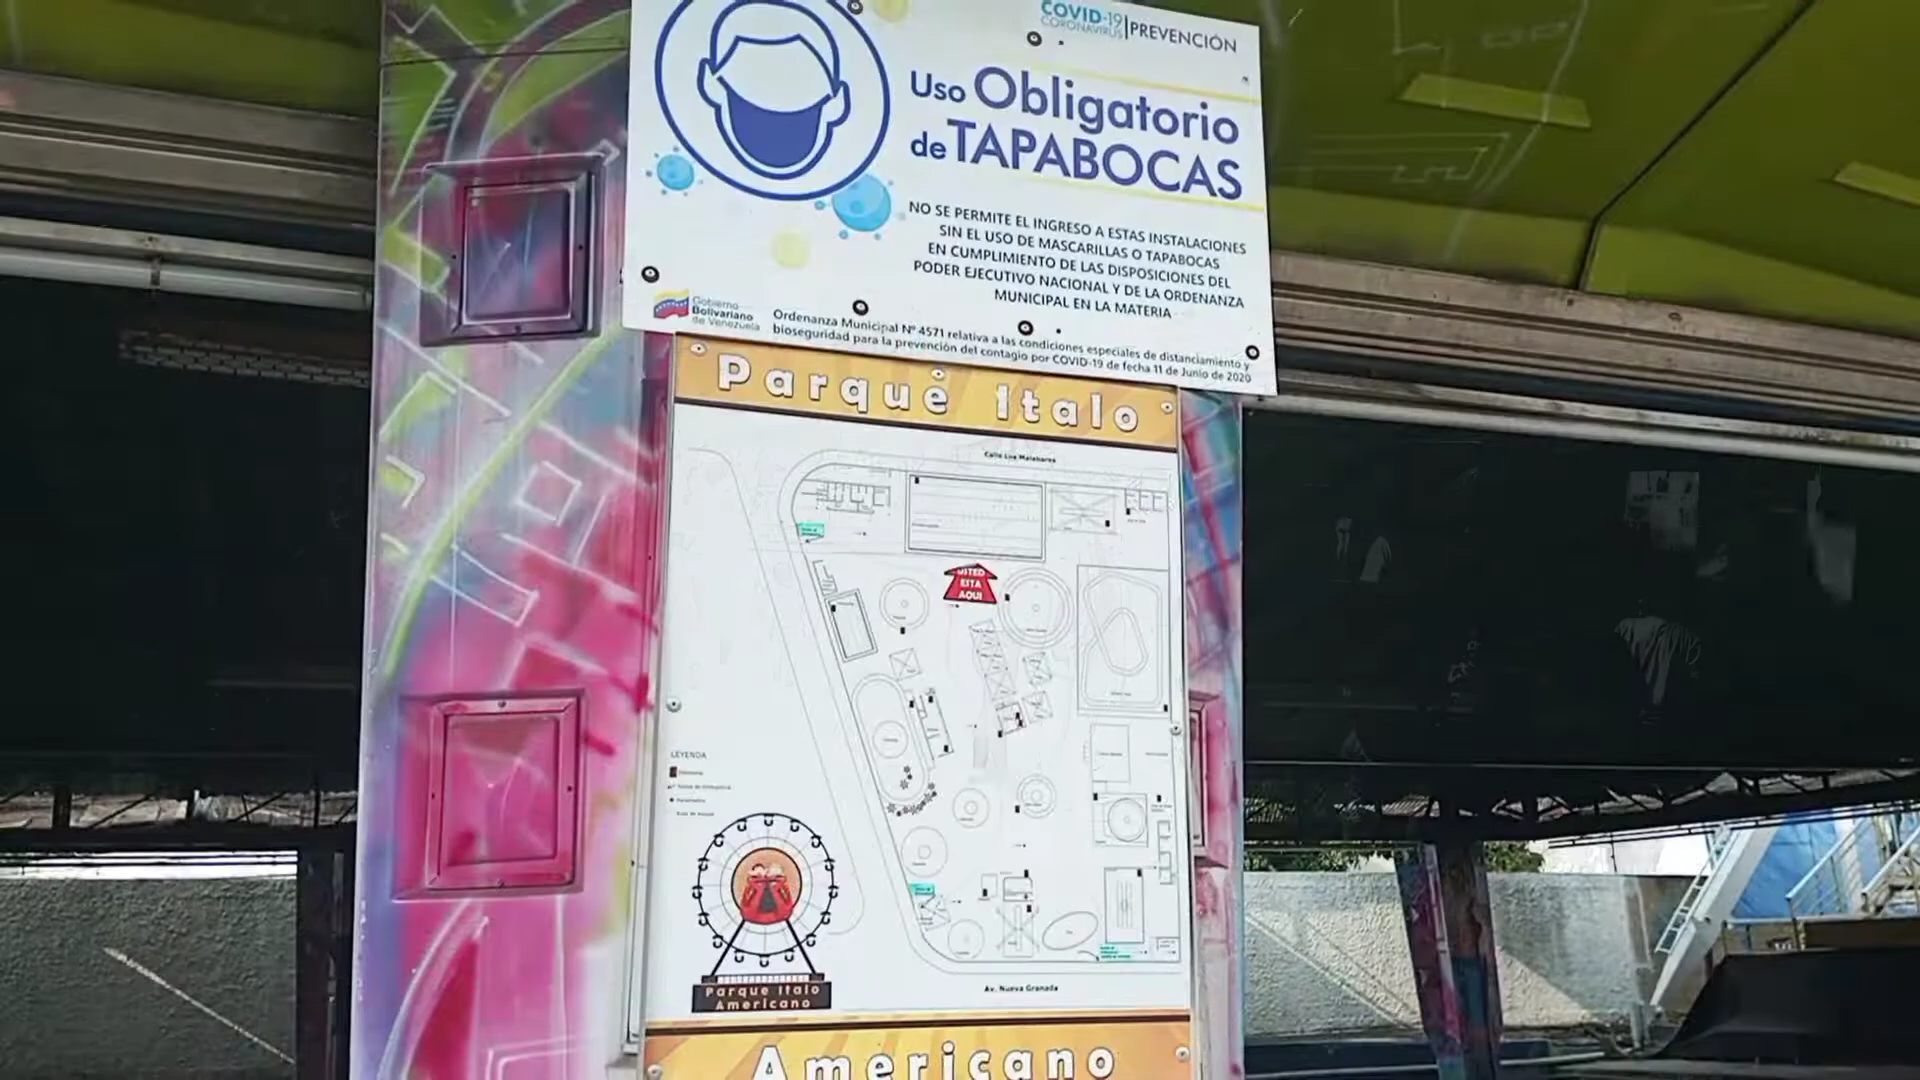 COVID-19
CORONAVIRUS
PREVENCIÓN
Uso Obligatorio
de TAPABOCAS
NO SE PERMITE EL INGRESO A ESTAS INSTALACIONES
SIN EL USO DE MASCARILLAS O TAPABOCAS
EN CUMPLIMIENTO DE LAS DISPOSICIONES DEL
PODER EJECUTIVO NACIONAL Y DE LA ORDENANZA
MUNICIPAL EN LA MATERIA
Gobierno
Bolivariano
de Venezuela
Ordenanza Municipal Nº 4571 relativa a las condiciones especiales de distanciamiento y
bioseguridad para la prevención del contagio por COVID-19 de fecha 11 de Junio de 2020
Parque Italo
Calle Los Malabares
USTED
ESTA
AQUI
LEYENDA
Parque Italo
Americano
Av. Nueva Granada
Americano